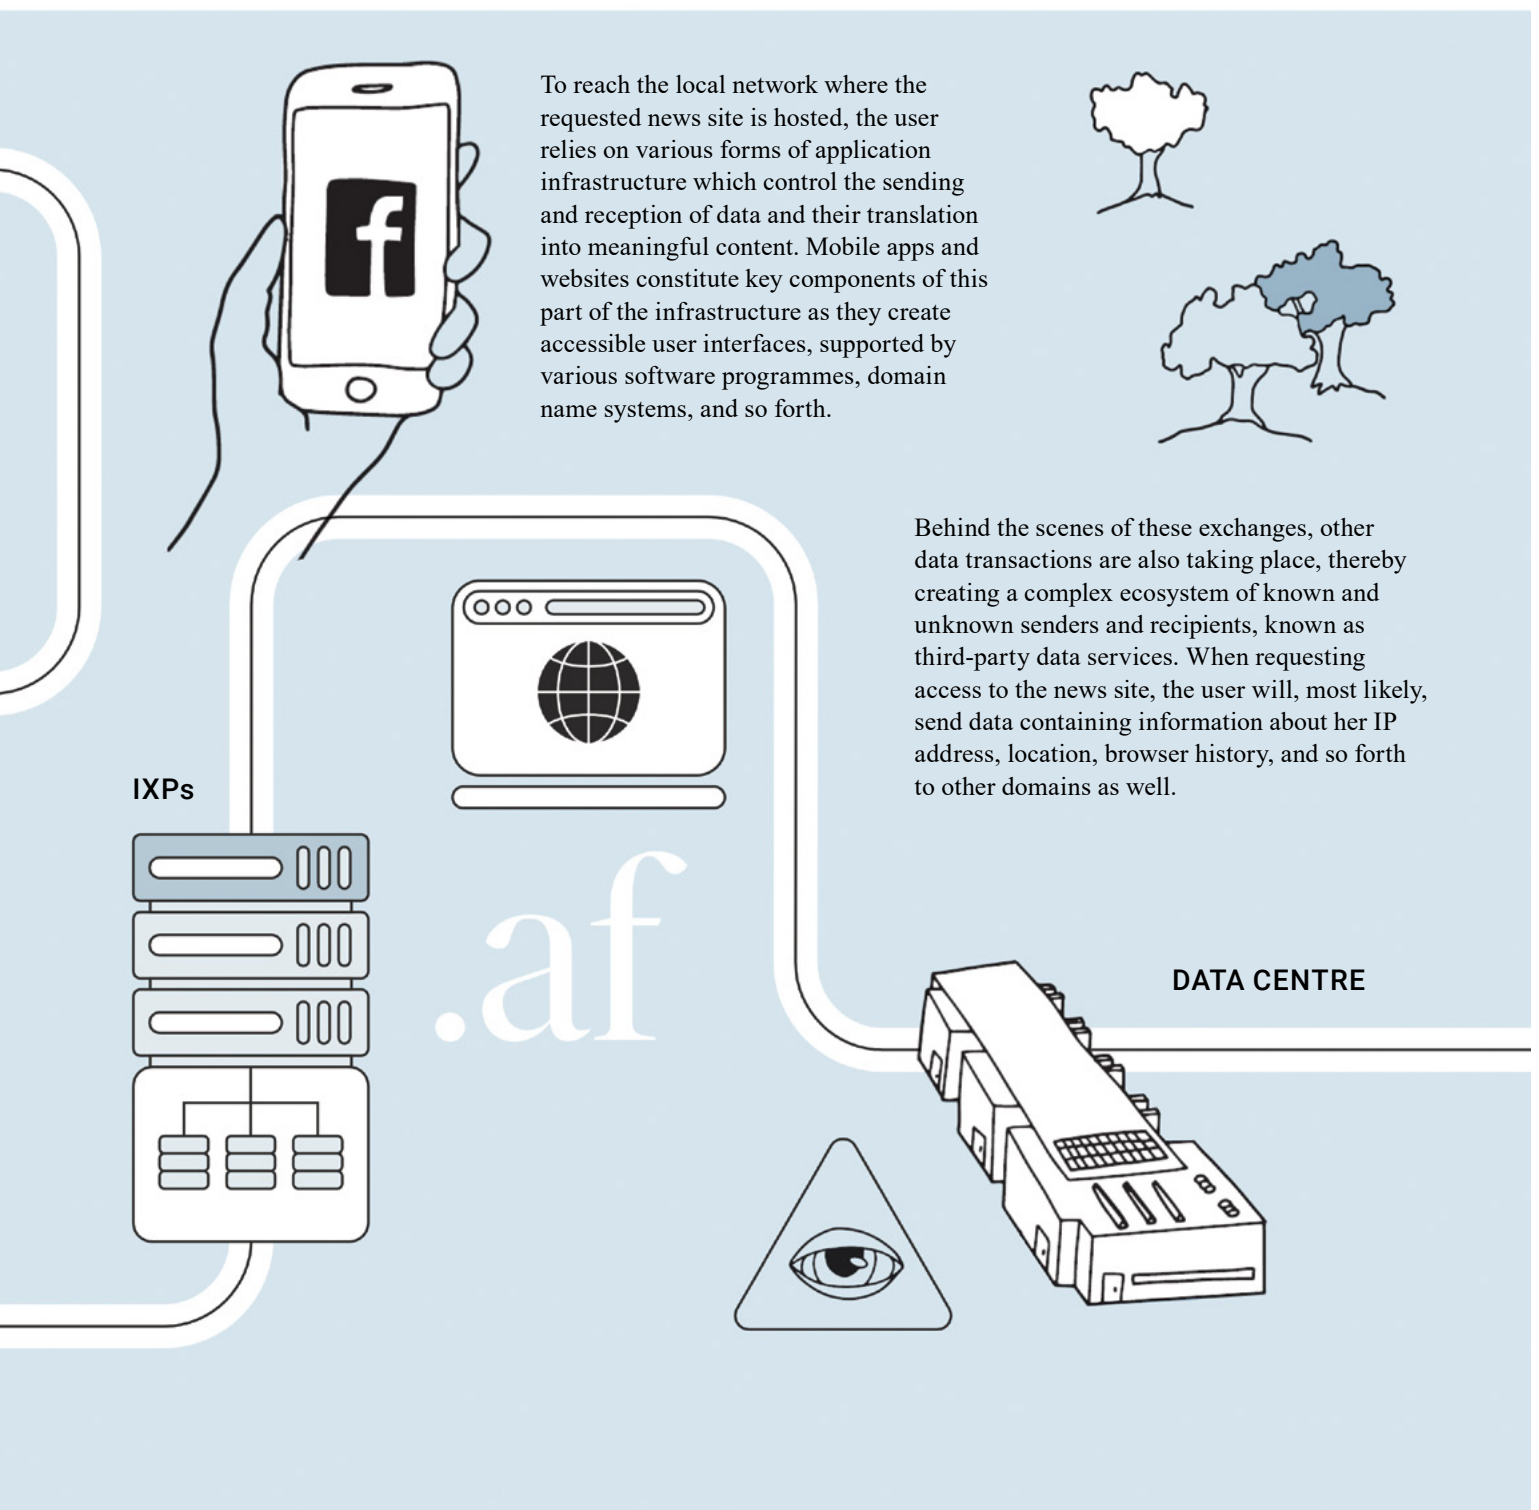 To reach the local network where the
requested news site is hosted, the user
relies on various forms of application
infrastructure which control the sending
and reception of data and their translation
into meaningful content. Mobile apps and
websites constitute key components of this
part of the infrastructure as they create
accessible user interfaces, supported by
various software programmes, domain
name systems, and so forth.
f
Behind the scenes of these exchanges, other
data transactions are also taking place, thereby
creating a complex ecosystem of known and
unknown senders and recipients, known as
third-party data services. When requesting
access to the news site, the user will, most likely,
send data containing information about her IP
address, location, browser history, and so forth
to other domains as well.
IXPs
.af
DATA CENTRE